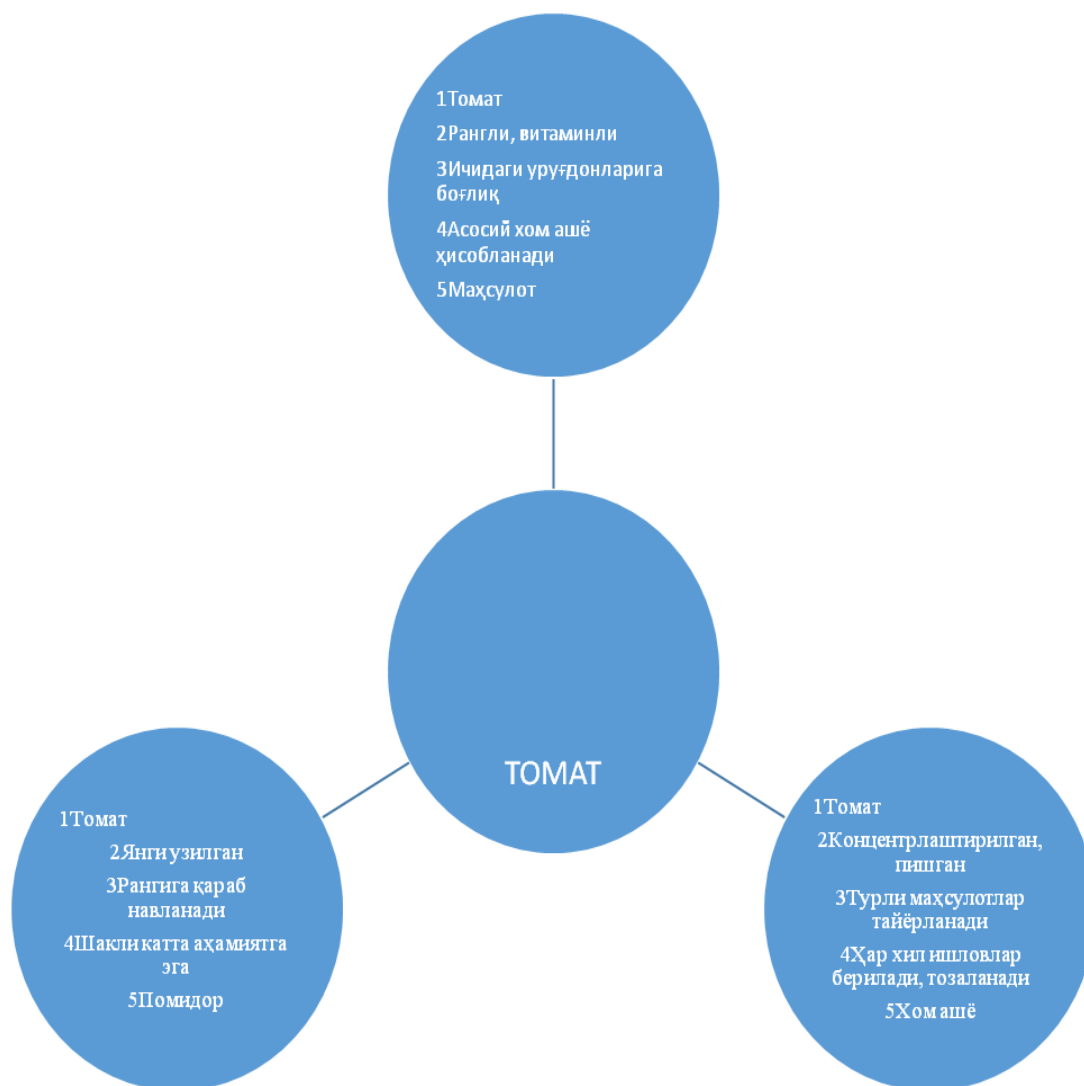 1Томат
2Рангли, витаминли
3Ичидаги уруғдонларига
боғлиқ
4Асосий хом ашё
ҳисобланади
5Маҳсулот
ТОМАТ
1Томат
2Янги узилган
3Рангига қараб
навланади
4Шакли катта аҳамиятга
эга
5Помидор
1Томат
2Концентрлаштирилган,
пишган
3Турли маҳсулотлар
тайёрланади
4Ҳар хил ишловлар
берилади, тозаланади
5Хом ашё